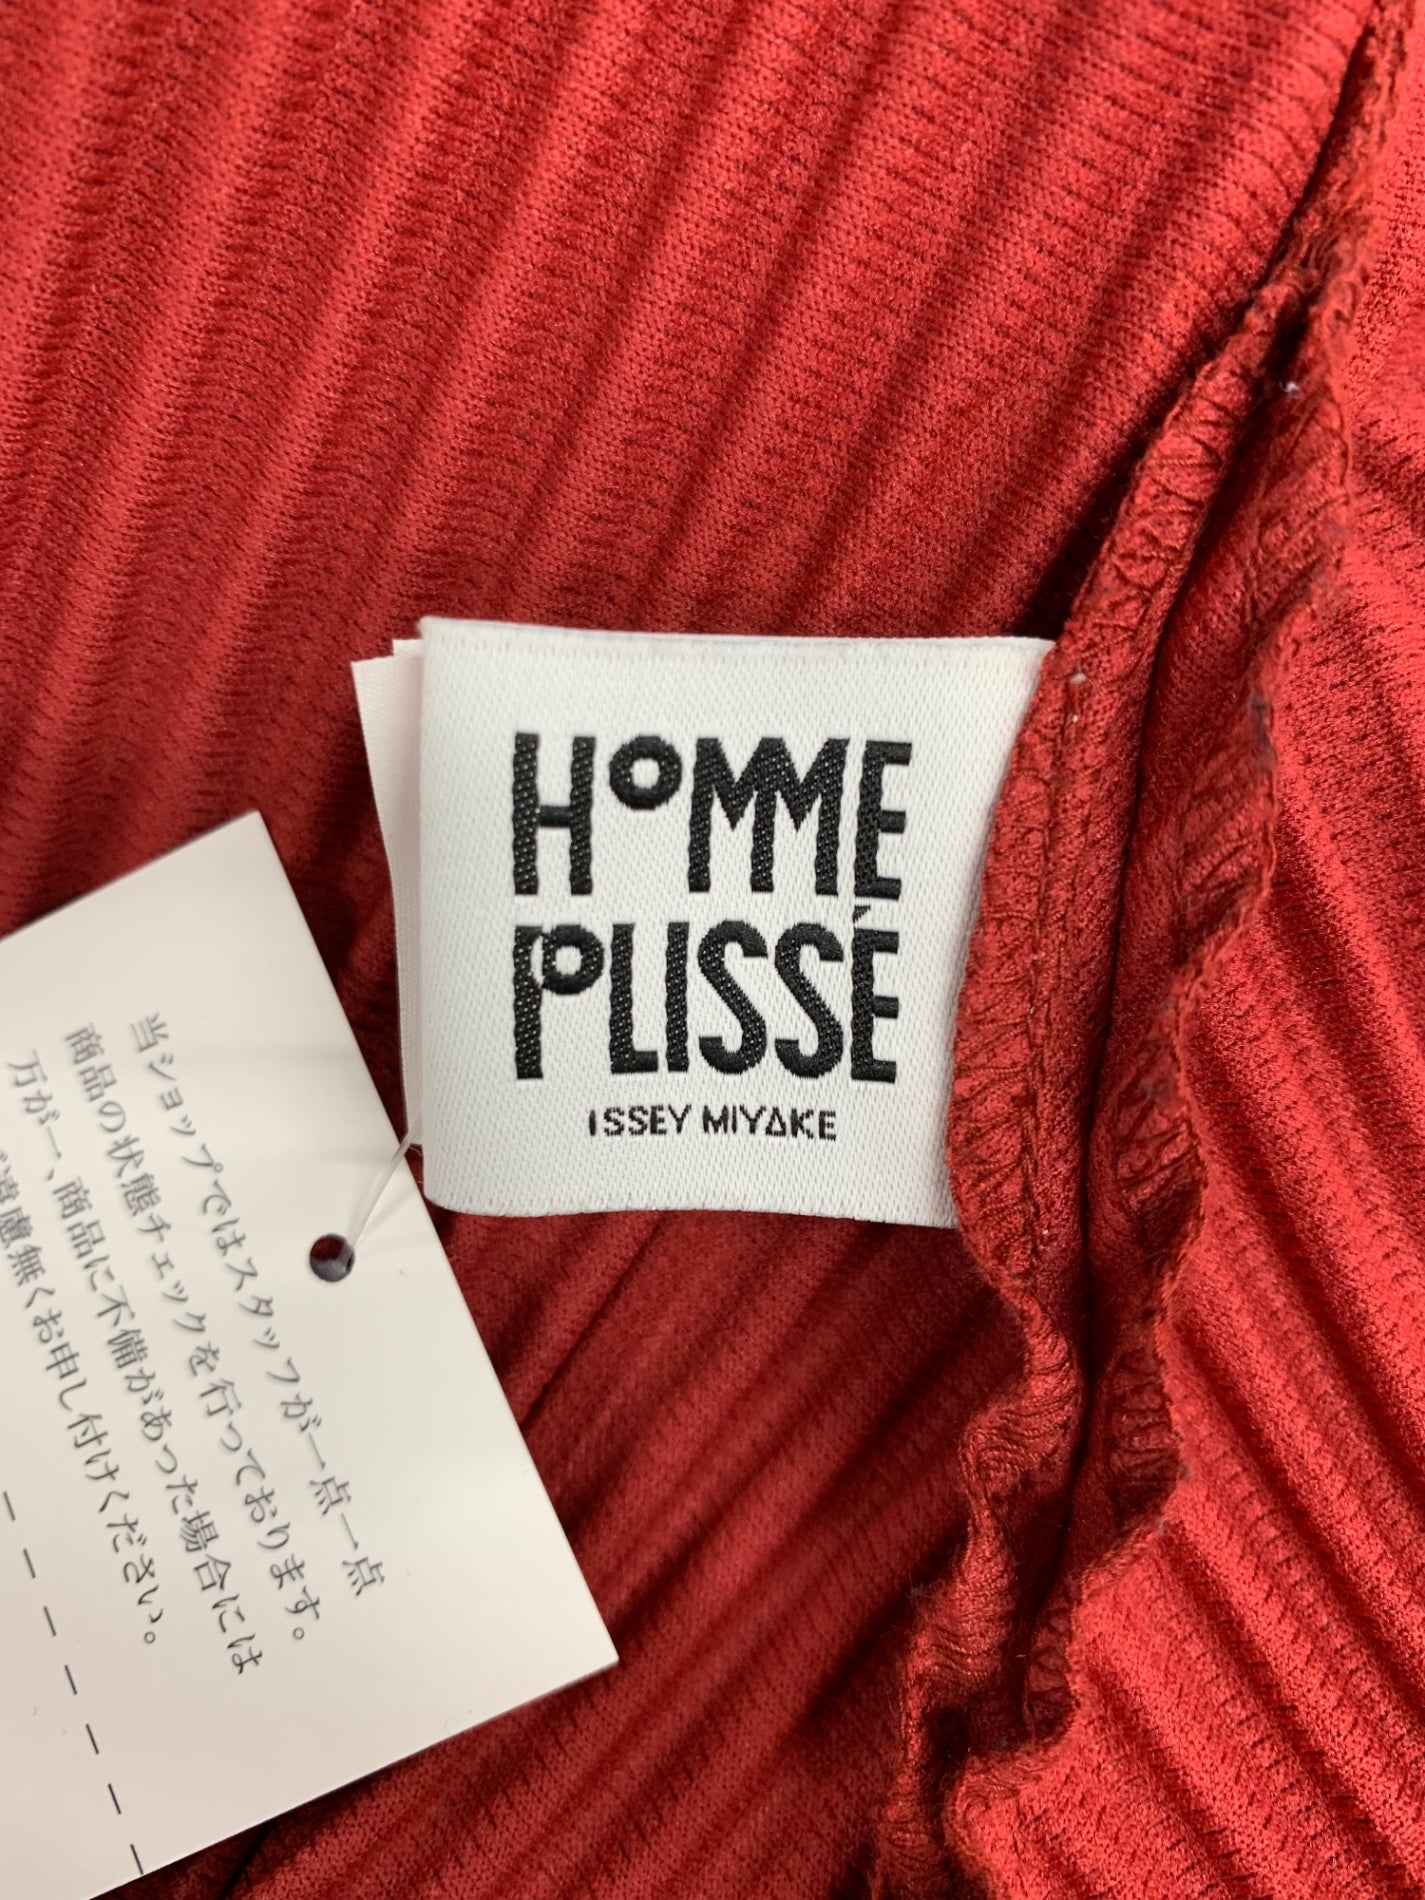 HOMME
PLISSÉ
ISSEY MIYAKE
当ショップではスタッフが一点一点
商品の状態チェックを行っております。
万が一、商品に不備があった場合には
ご遠慮無くお申し付けください。